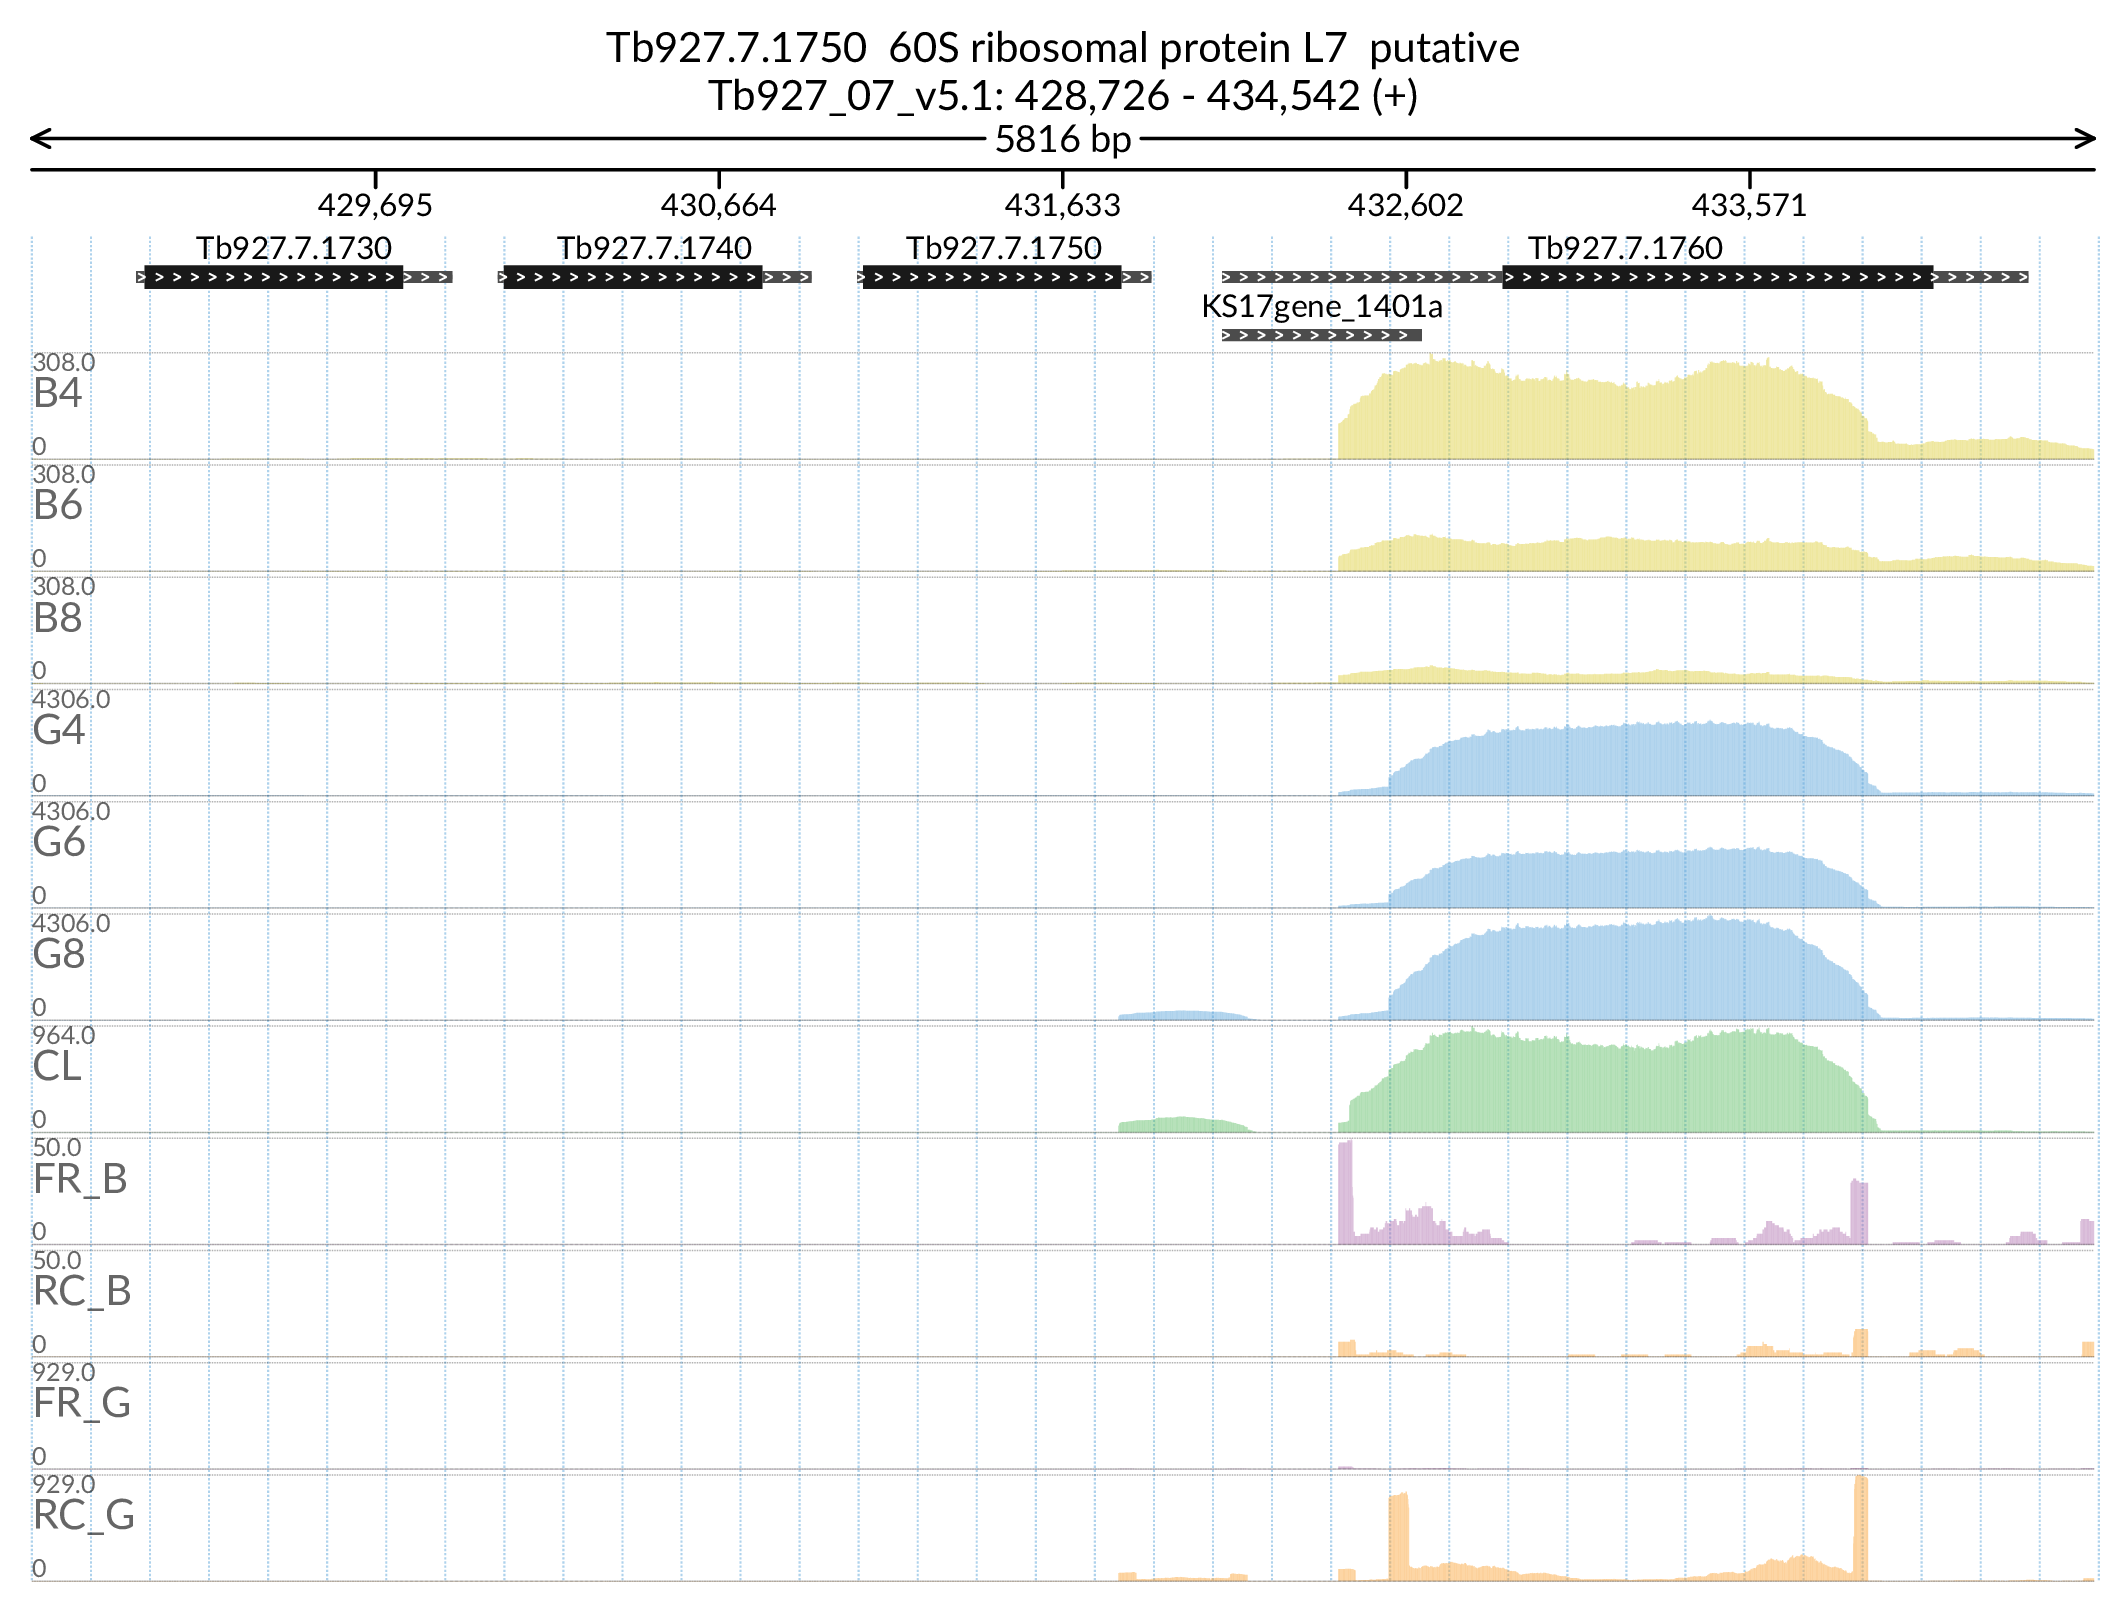 Tb927.7.1750  60S ribosomal protein L7  putative
Tb927_07_v5.1: 428,726 - 434,542 (+)
5816 bp
429,695 430,664 431,633 432,602 433,571
Tb927.7.1730 Tb927.7.1740 Tb927.7.1750 Tb927.7.1760
KS17gene_1401a
308.0
B4
0
308.0
B6
0
308.0
B8
0
4306.0
G4
0
4306.0
G6
0
4306.0
G8
0
964.0
CL
0
50.0
FR_B
0
50.0
RC_B
0
929.0
FR_G
0
929.0
RC_G
0